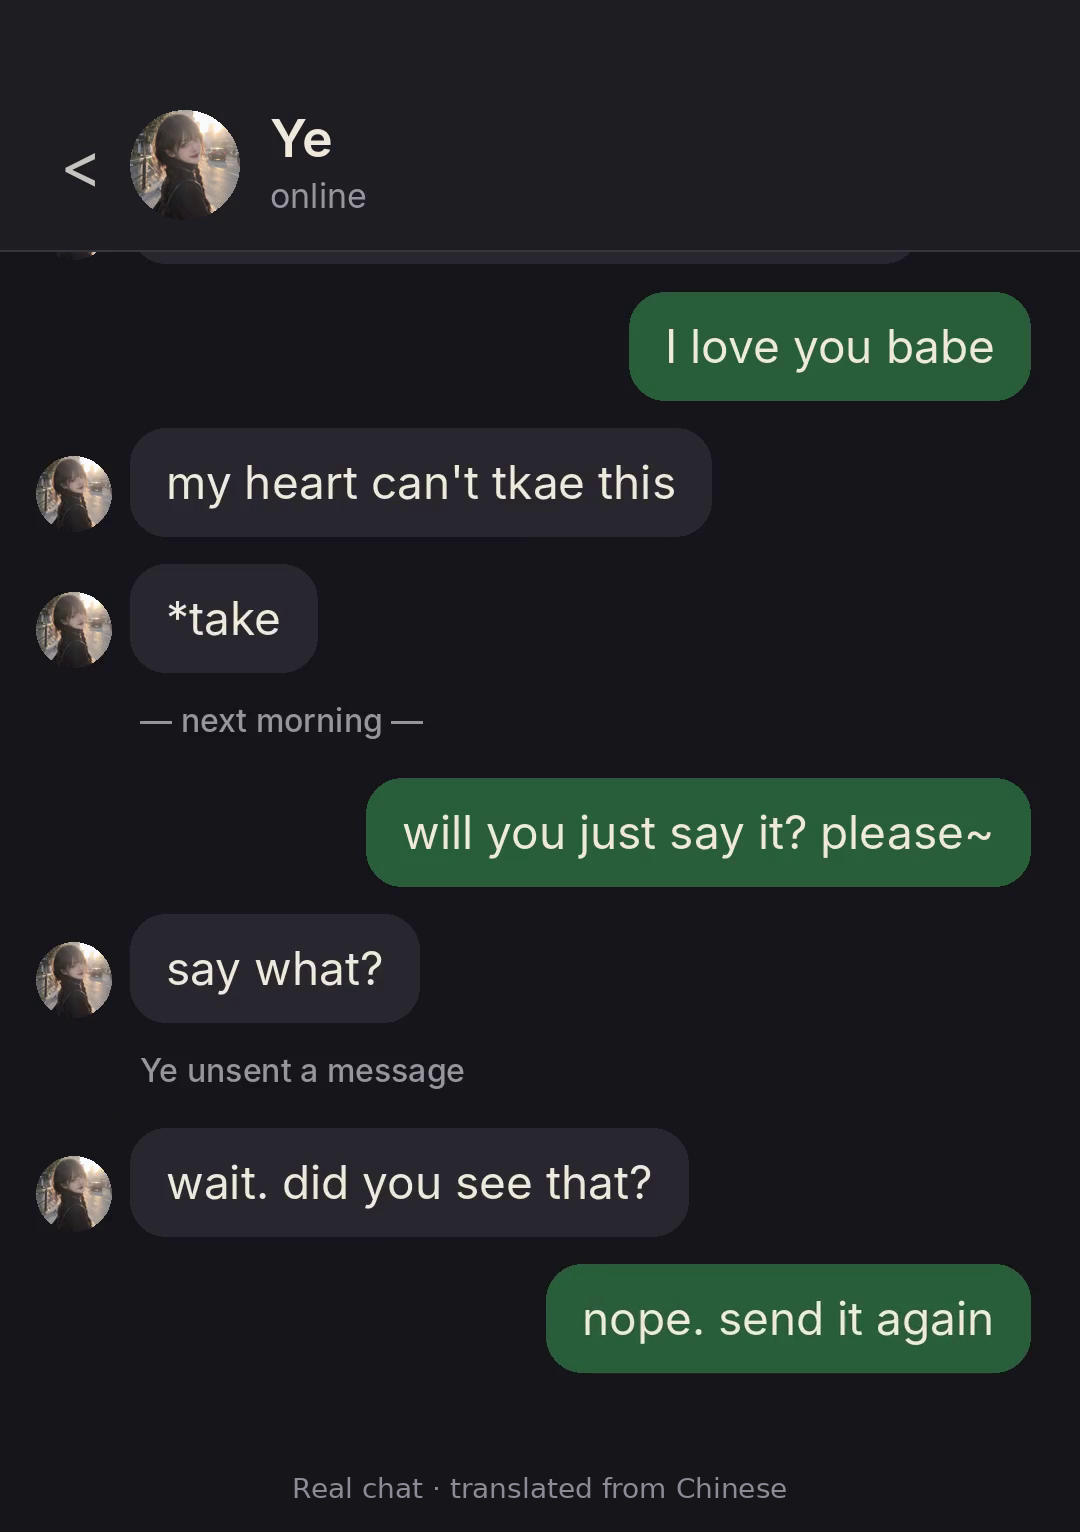 <
Ye
online
I love you babe
my heart can't tkae this
*take
— next morning —
will you just say it? please~
say what?
Ye unsent a message
wait. did you see that?
nope. send it again
Real chat · translated from Chinese